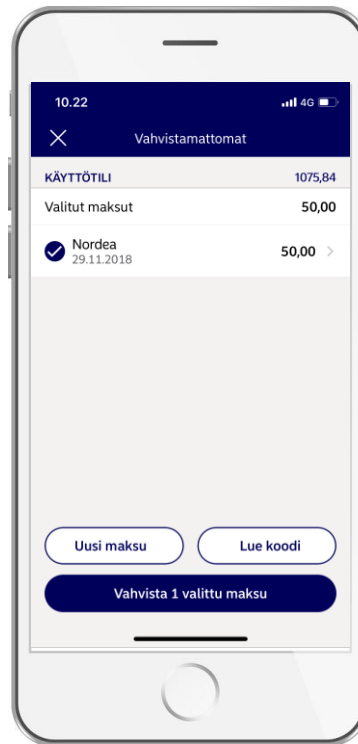 10.22 4G
Vahvistamattomat
KÄYTTÖTILI 1075,84
Valitut maksut 50,00
Nordea 50,00
29.11.2018
Uusi maksu Lue koodi
Vahvista 1 valittu maksu